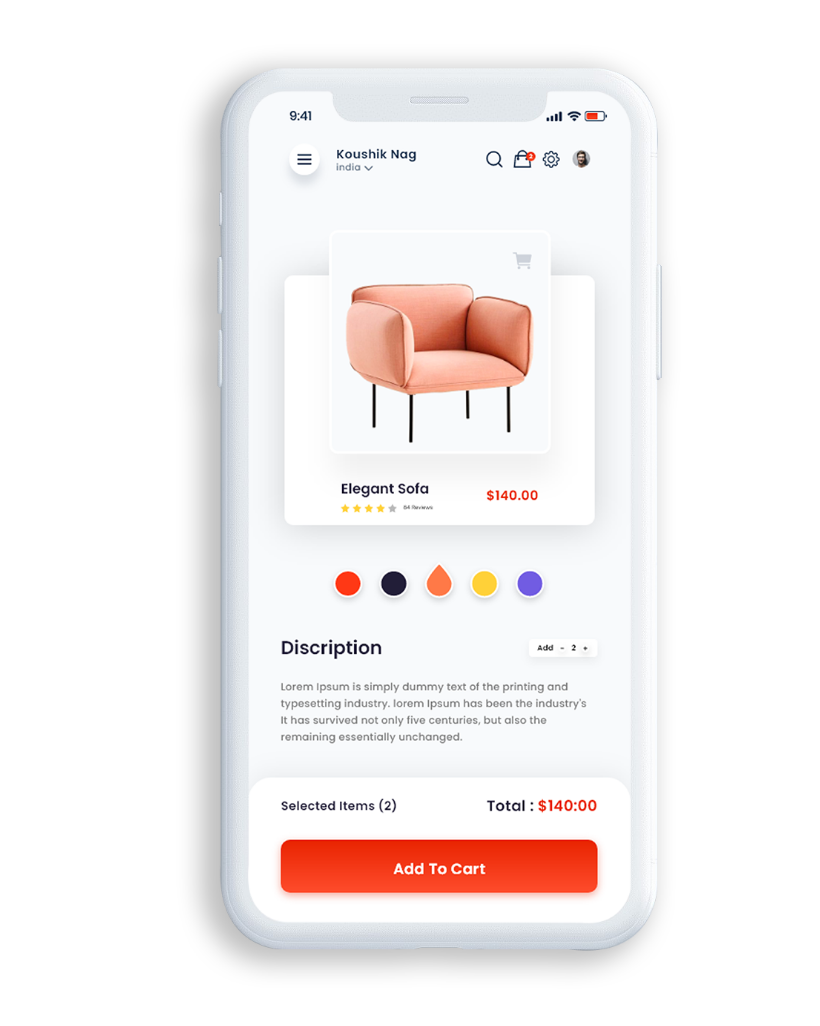 9:41
Koushik Nag
india
2
Elegant Sofa
$140.00
84 Reviews
Discription
Add - 2 +
Lorem Ipsum is simply dummy text of the printing and
typesetting industry. lorem Ipsum has been the industry's
It has survived not only five centuries, but also the
remaining essentially unchanged.
Selected Items (2)
Total : $140:00
Add To Cart